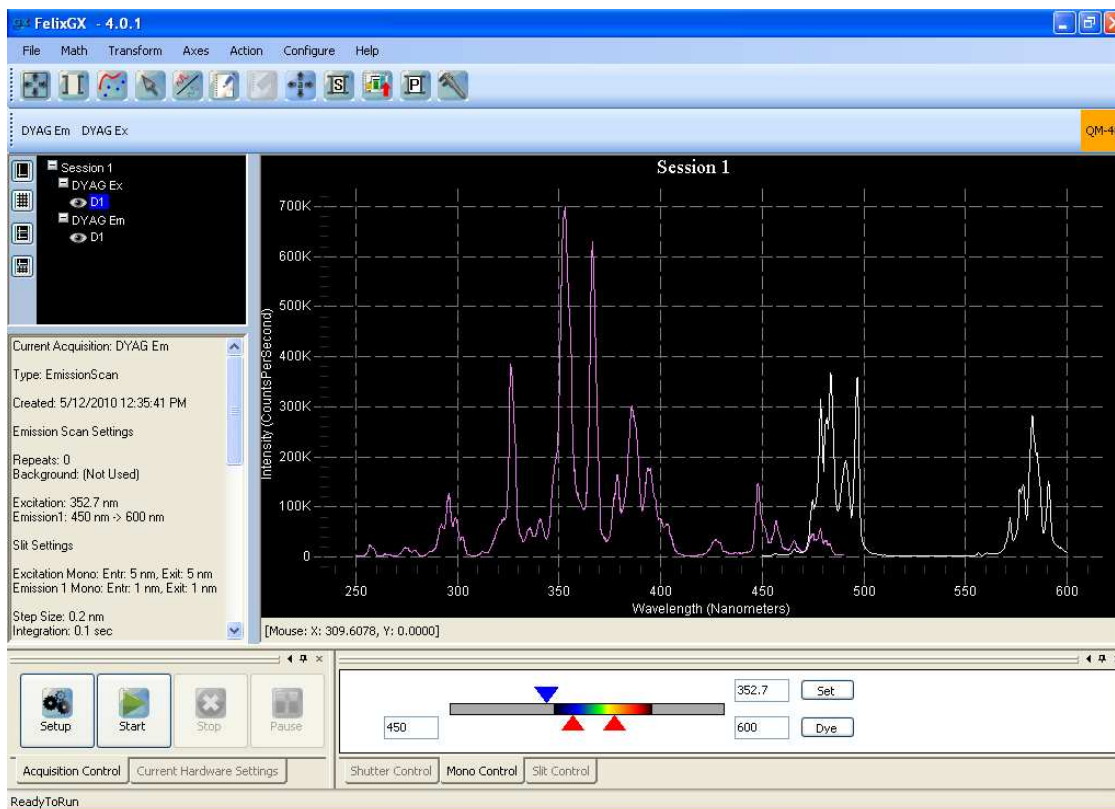 FelixGX - 4.0.1
File Math Transform Axes Action Configure Help
S P
DYAG Em DYAG Ex
Session 1
DYAG Ex
D1
DYAG Em
D1
Current Acquisition: DYAG Em
Type: EmissionScan
Created: 5/12/2010 12:35:41 PM
Emission Scan Settings
Repeats: 0
Background: (Not Used)
Excitation: 352.7 nm
Emission1: 450 nm -> 600 nm
Slit Settings
Excitation Mono: Entr: 5 nm, Exit: 5 nm
Emission 1 Mono: Entr: 1 nm, Exit: 1 nm
Step Size: 0.2 nm
Integration: 0.1 sec
Session 1
Intensity (CountsPerSecond)
700K
600K
500K
400K
300K
200K
100K
0
250 300 350 400 450 500 550 600
Wavelength (Nanometers)
[Mouse: X: 309.6078, Y: 0.0000]
Setup Start Stop Pause
Acquisition Control Current Hardware Settings
352.7 Set
450 600 Dye
Shutter Control Mono Control Slit Control
ReadyToRun